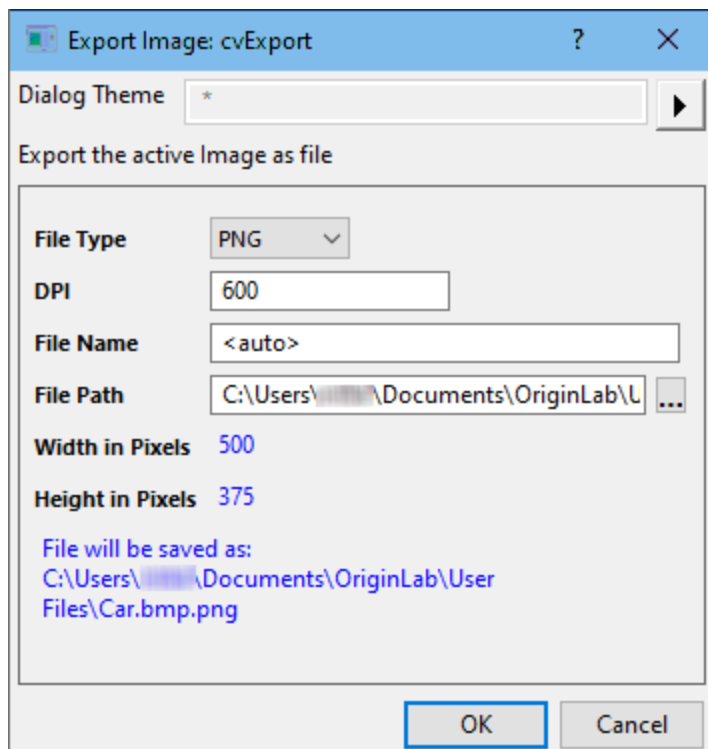 Export Image: cvExport ?
Dialog Theme *
Export the active Image as file
File Type PNG
DPI 600
File Name <auto>
File Path C:\Users\ \Documents\OriginLab\U ...
Width in Pixels 500
Height in Pixels 375
File will be saved as:
C:\Users\ \Documents\OriginLab\User
Files\Car.bmp.png
OK Cancel